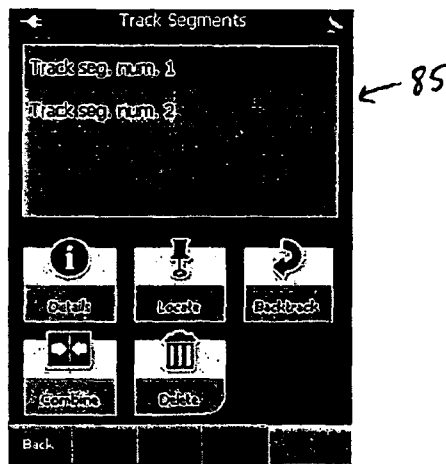 Track Segments
Track seg. num. 1
Track seg. num. 2
85
Details Locate Backtrack
Combine Delete
Back